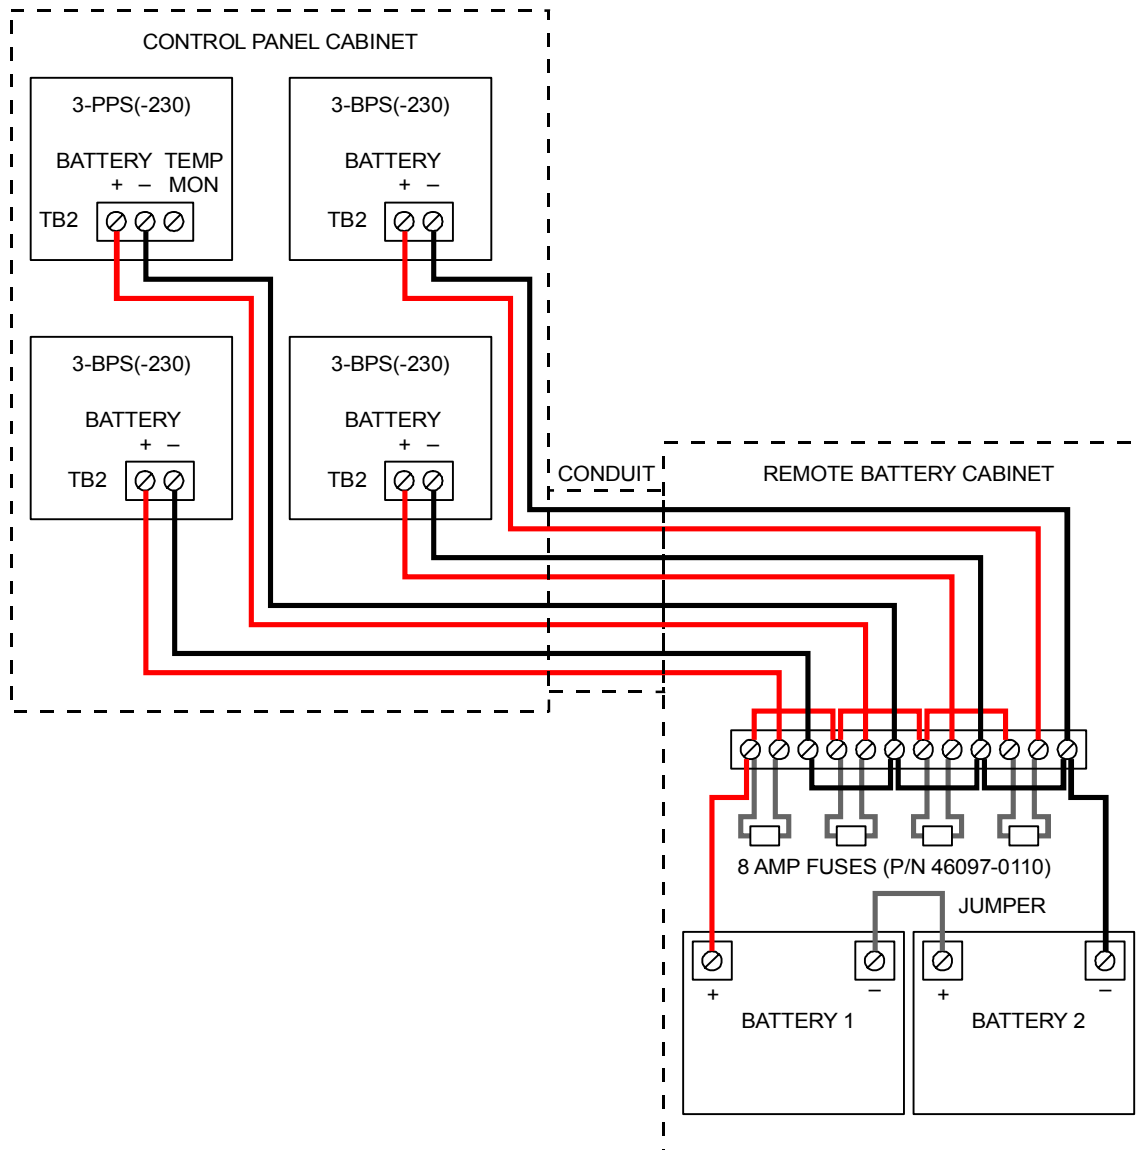 CONTROL PANEL CABINET
3-PPS(-230)
BATTERY TEMP
+ – MON
TB2
3-BPS(-230)
BATTERY
+ –
TB2
3-BPS(-230)
BATTERY
+ –
TB2
3-BPS(-230)
BATTERY
+ –
TB2
CONDUIT
REMOTE BATTERY CABINET
8 AMP FUSES (P/N 46097-0110)
JUMPER
+ –
BATTERY 1
+ –
BATTERY 2